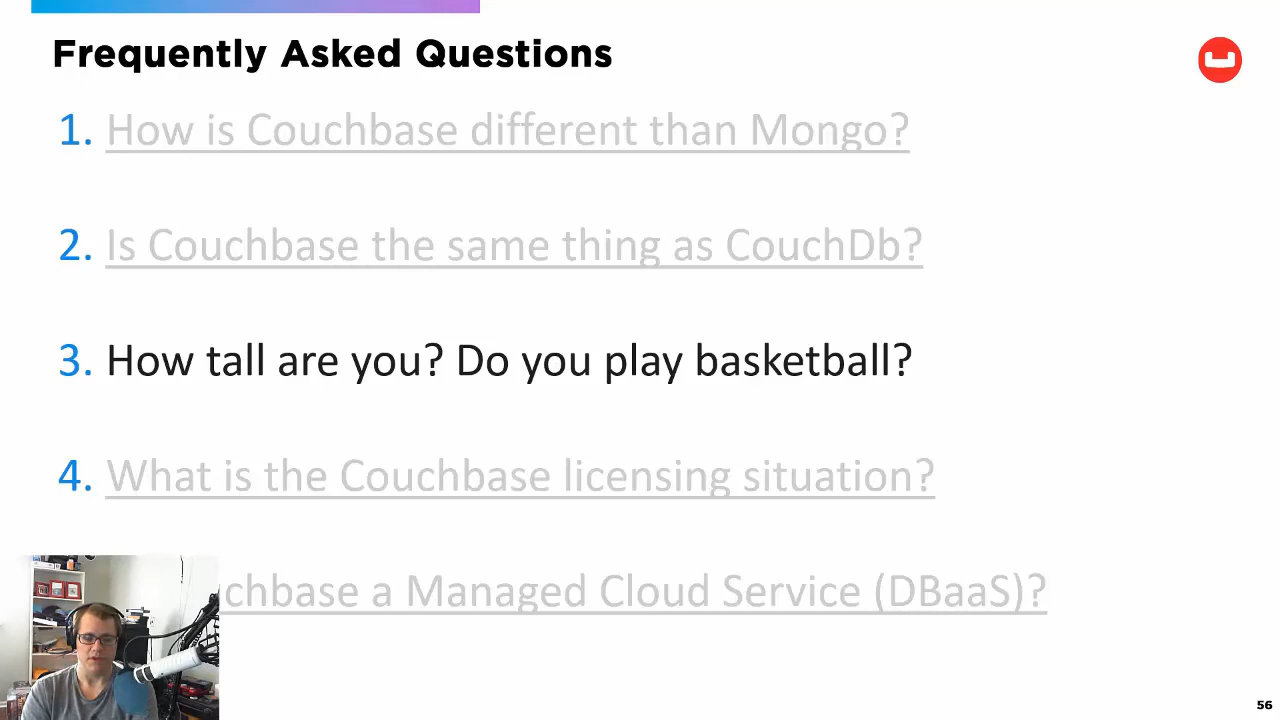 Frequently Asked Questions
1. How is Couchbase different than Mongo?
2. Is Couchbase the same thing as CouchDb?
3. How tall are you? Do you play basketball?
4. What is the Couchbase licensing situation?
chbase a Managed Cloud Service (DBaaS)?
56